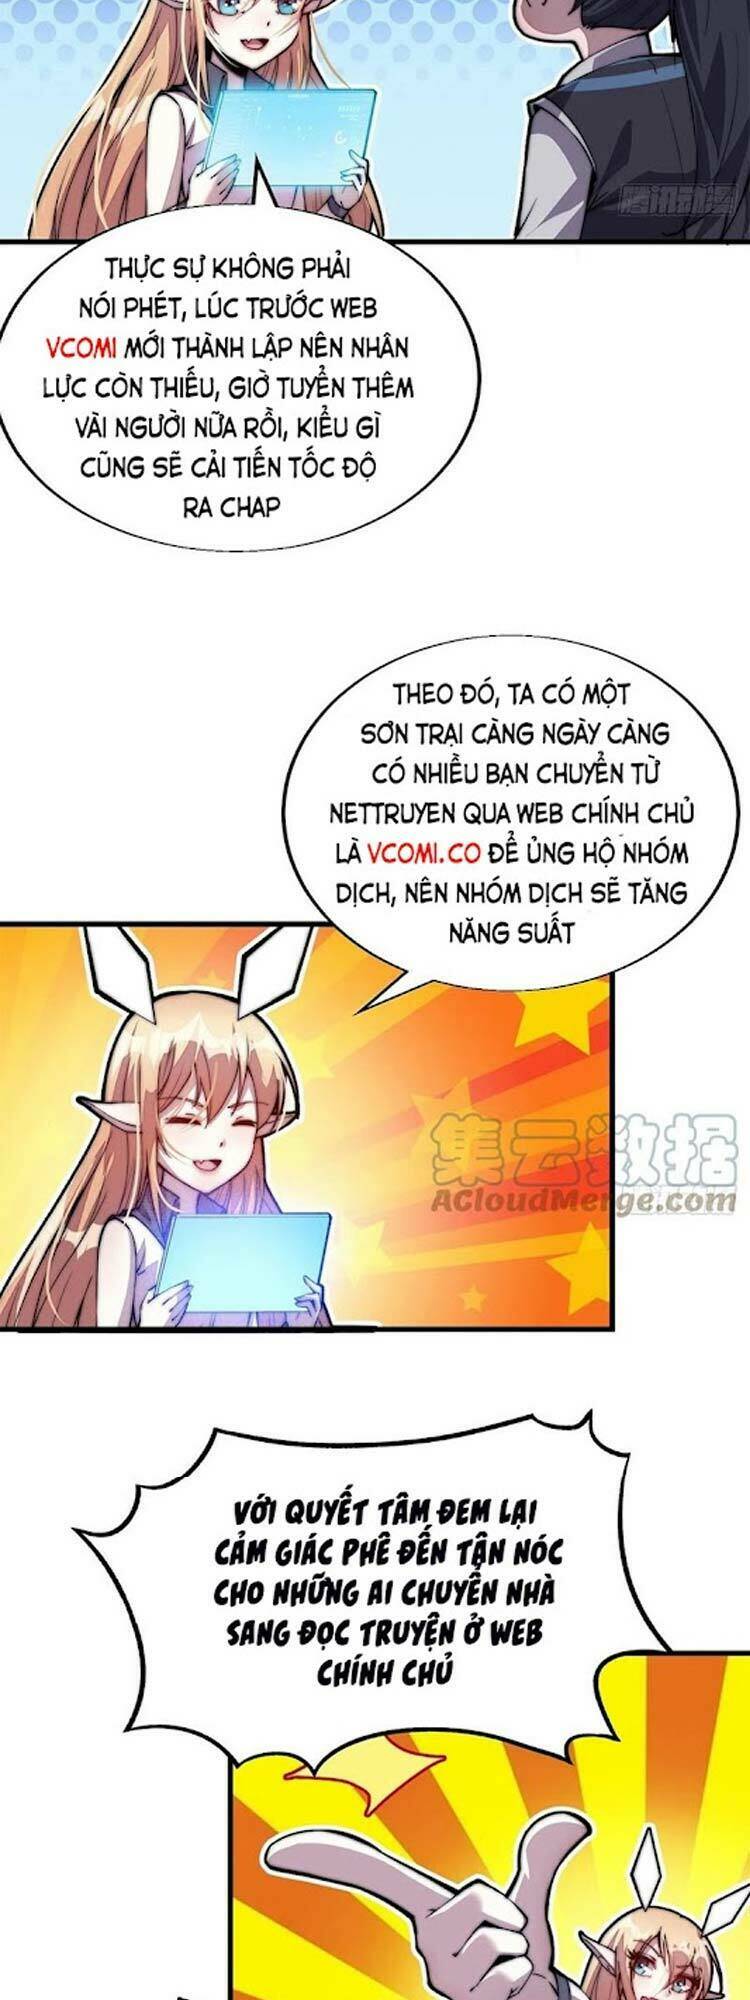 腾讯动漫
THỰC SỰ KHÔNG PHẢI
NÓI PHÉT, LÚC TRƯỚC WEB
VCOMI MỚI THÀNH LẬP NÊN NHÂN
LỰC CÒN THIẾU, GIỜ TUYỂN THÊM
VÀI NGƯỜI NỮA RỒI, KIỂU GÌ
CŨNG SẼ CẢI TIẾN TỐC ĐỘ
RA CHAP
THEO ĐÓ, TA CÓ MỘT
SƠN TRẠI CÀNG NGÀY CÀNG
CÓ NHIỀU BẠN CHUYỂN TỪ
NETTRUYEN QUA WEB CHÍNH CHỦ
LÀ VCOMI.CO ĐỂ ỦNG HỘ NHÓM
DỊCH, NÊN NHÓM DỊCH SẼ TĂNG
NĂNG SUẤT
集云数据
ACloudMerge.com
VỚI QUYẾT TÂM ĐEM LẠI
CẢM GIÁC PHÊ ĐẾN TẬN NÓC
CHO NHỮNG AI CHUYỂN NHÀ
SANG ĐỌC TRUYỆN Ở WEB
CHÍNH CHỦ